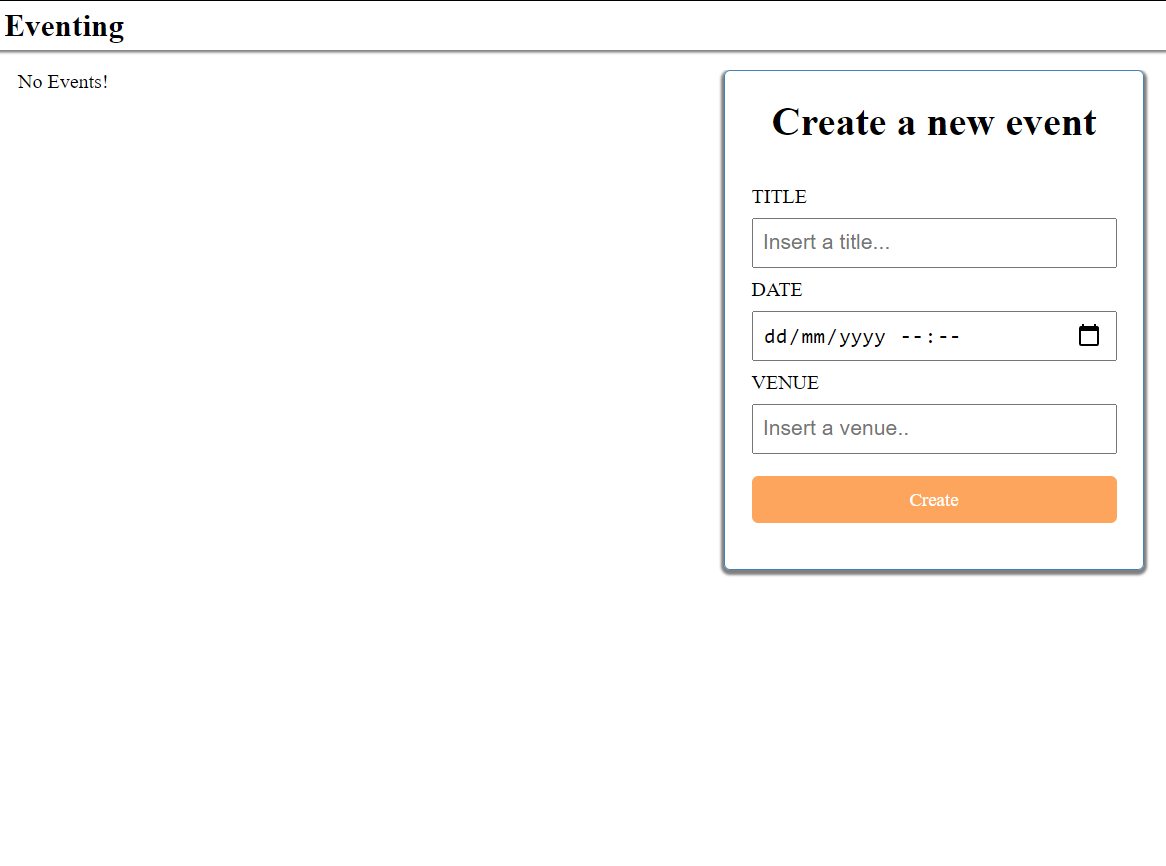 Eventing
No Events!
Create a new event
TITLE
Insert a title...
DATE
dd/mm/yyyy --:--
VENUE
Insert a venue..
Create